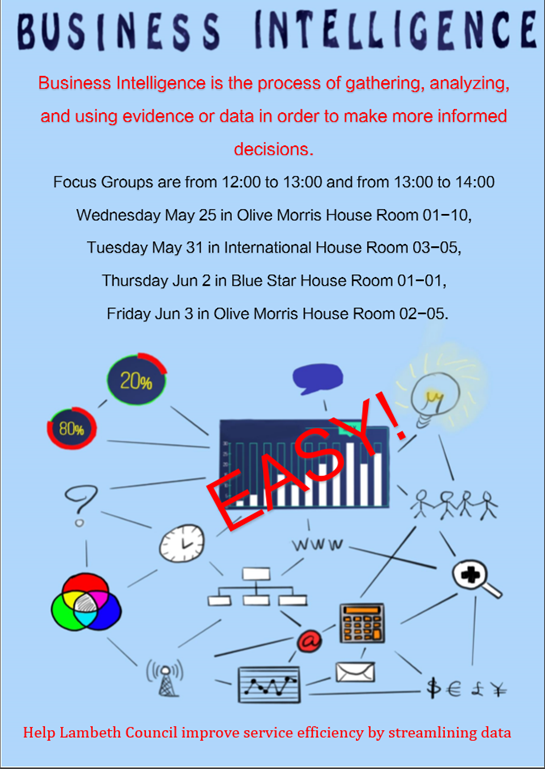 BUSINESS INTELLIGENCE
Business Intelligence is the process of gathering, analyzing,
and using evidence or data in order to make more informed
decisions.
Focus Groups are from 12:00 to 13:00 and from 13:00 to 14:00
Wednesday May 25 in Olive Morris House Room 01-10,
Tuesday May 31 in International House Room 03-05,
Thursday Jun 2 in Blue Star House Room 01-01,
Friday Jun 3 in Olive Morris House Room 02-05.
20%
80%
EASY!
?
www
@
$ € £ ¥
Help Lambeth Council improve service efficiency by streamlining data